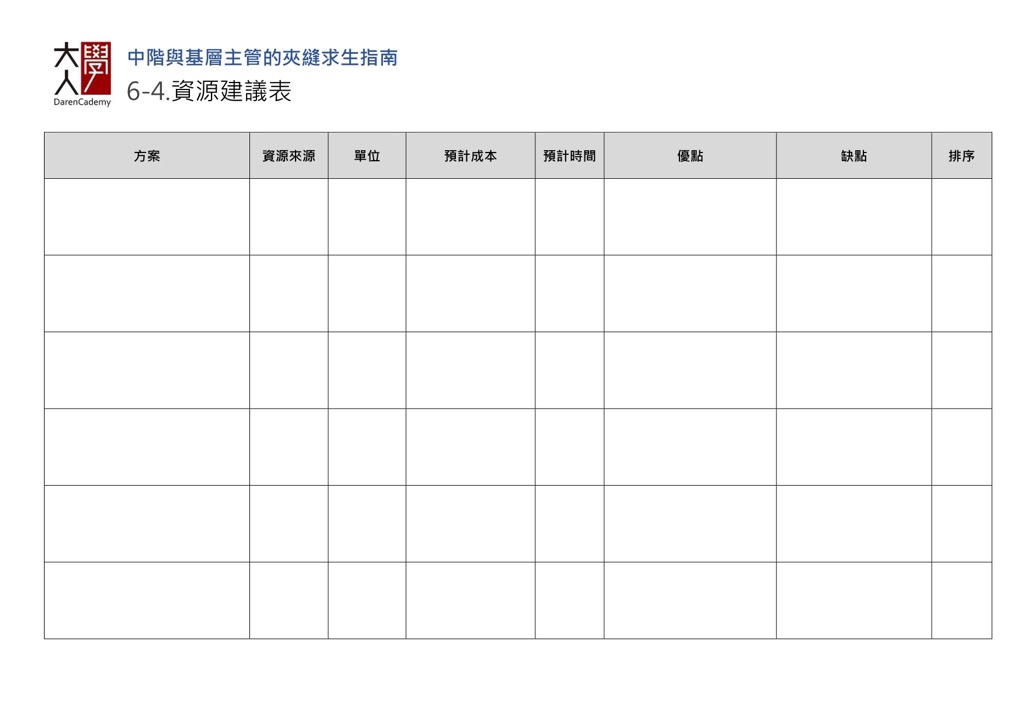 大人學
DarenCademy
中階與基層主管的夾縫求生指南
6-4.資源建議表
方案 資源來源 單位 預計成本 預計時間 優點 缺點 排序